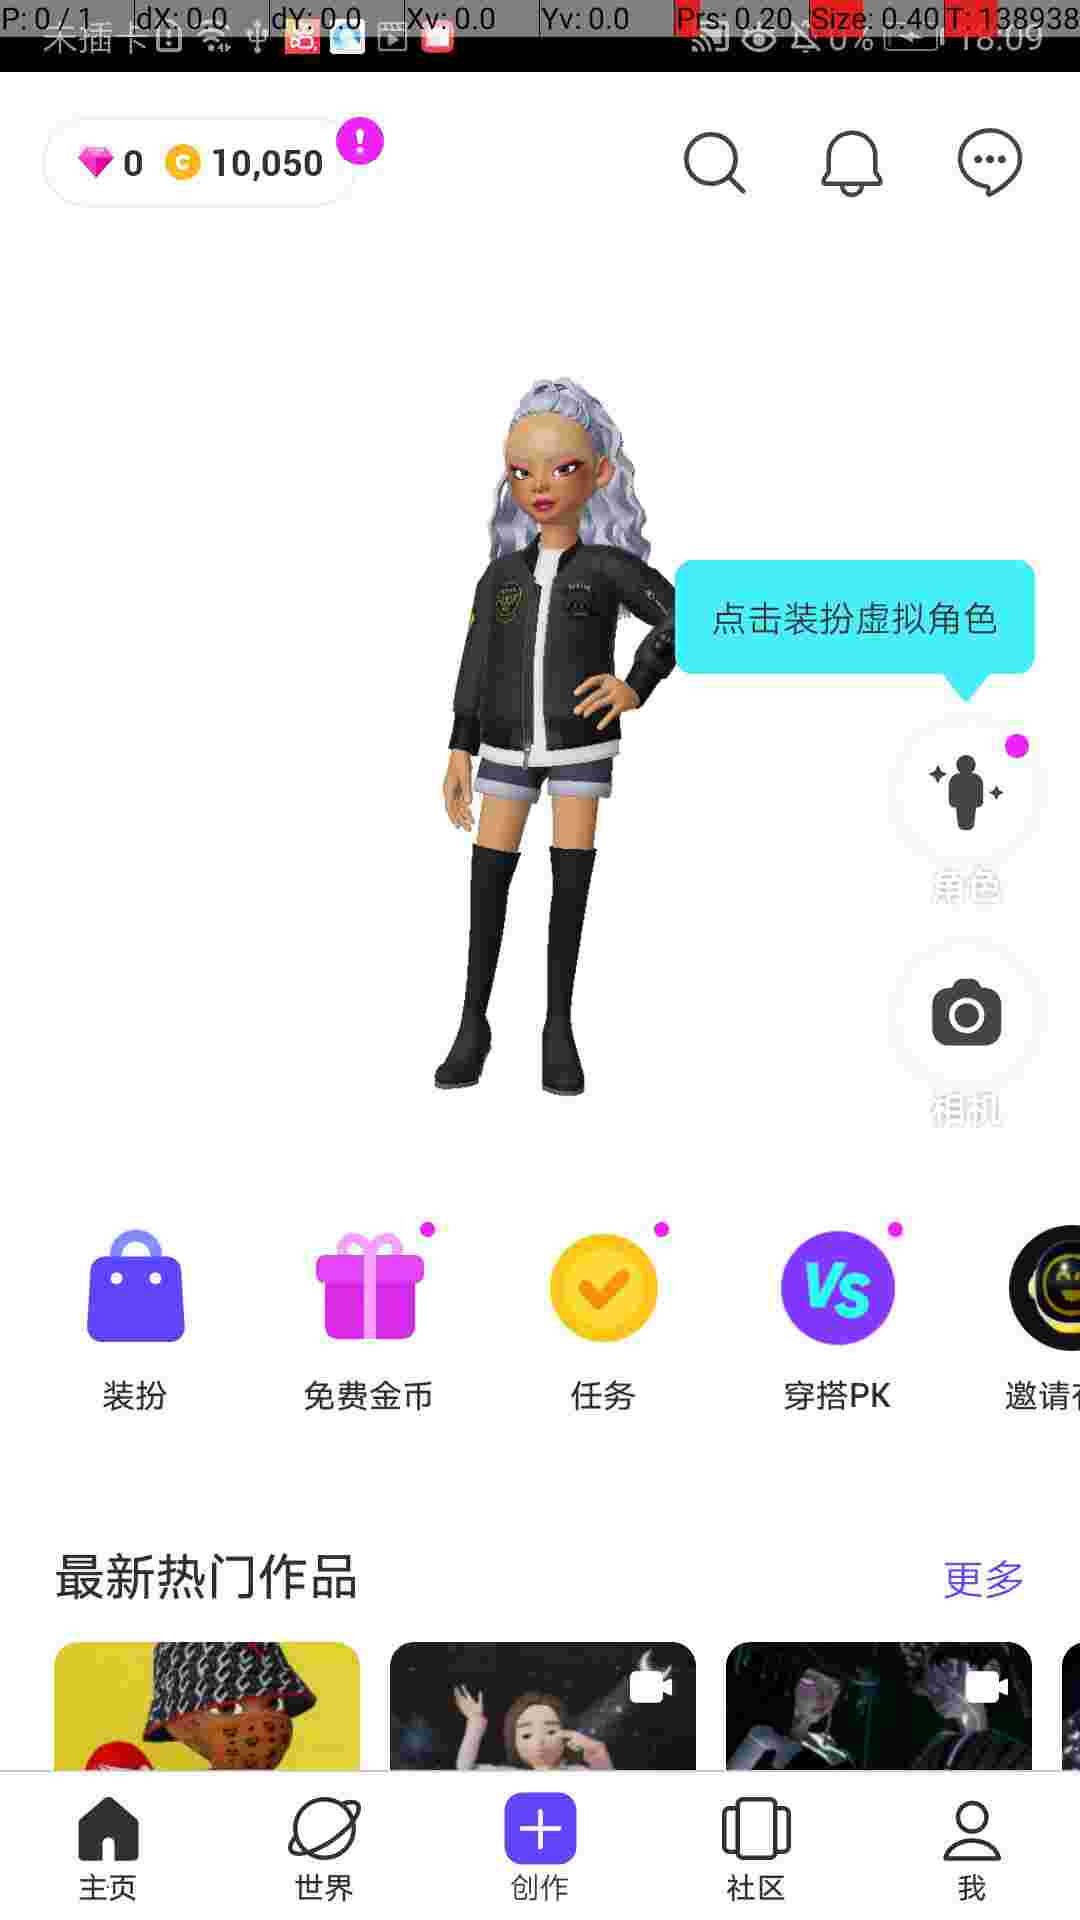 P: 0 / 1 dX: 0.0 dY: 0.0 Xv: 0.0 Yv: 0.0 Prs: 0.20 Size: 0.40 T: 138938
未插卡 0% 18:09
0 10,050
点击装扮虚拟角色
角色
相机
装扮 免费金币 任务 穿搭PK 邀请
最新热门作品 更多
主页 世界 创作 社区 我